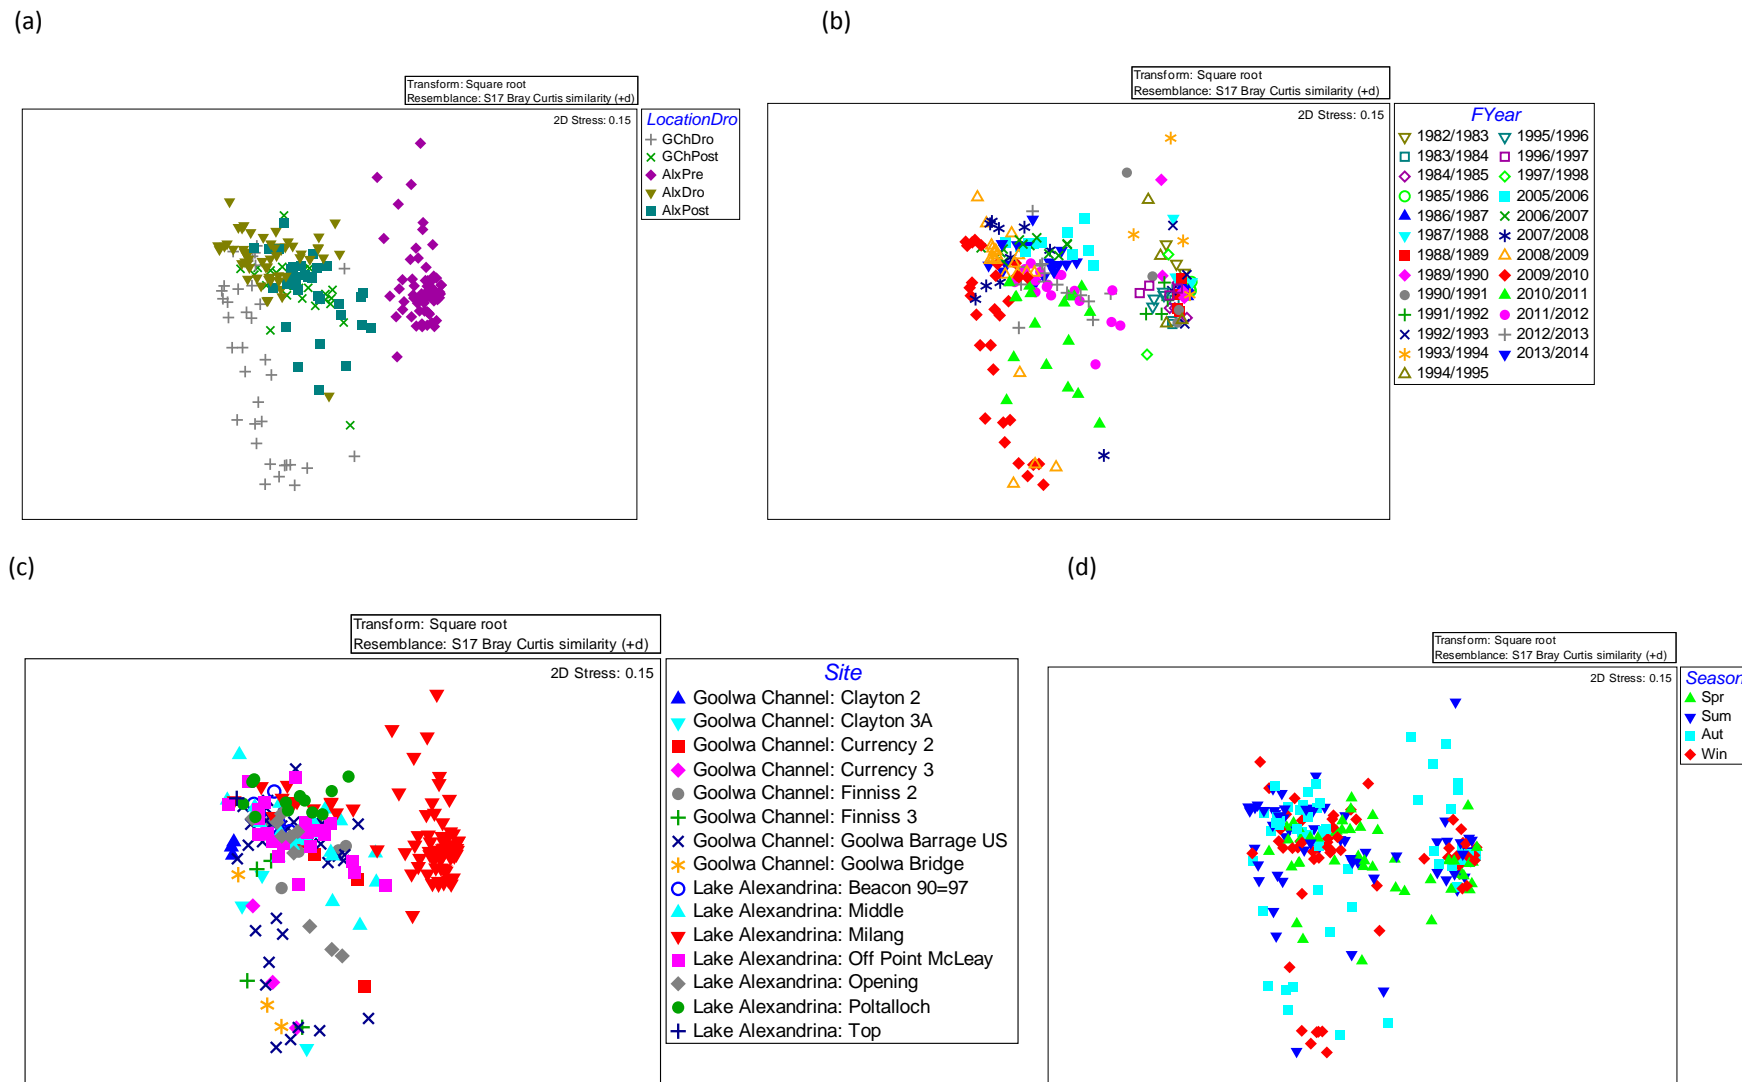 (a)
Transform: Square root
Resemblance: S17 Bray Curtis similarity (+d)
2D Stress: 0.15
LocationDro
GChDro
GChPost
AlxPre
AlxDro
AlxPost
(b)
Transform: Square root
Resemblance: S17 Bray Curtis similarity (+d)
2D Stress: 0.15
FYear
1982/1983 1995/1996
1983/1984 1996/1997
1984/1985 1997/1998
1985/1986 2005/2006
1986/1987 2006/2007
1987/1988 2007/2008
1988/1989 2008/2009
1989/1990 2009/2010
1990/1991 2010/2011
1991/1992 2011/2012
1992/1993 2012/2013
1993/1994 2013/2014
1994/1995
(c)
Transform: Square root
Resemblance: S17 Bray Curtis similarity (+d)
2D Stress: 0.15
Site
Goolwa Channel: Clayton 2
Goolwa Channel: Clayton 3A
Goolwa Channel: Currency 2
Goolwa Channel: Currency 3
Goolwa Channel: Finniss 2
Goolwa Channel: Finniss 3
Goolwa Channel: Goolwa Barrage US
Goolwa Channel: Goolwa Bridge
Lake Alexandrina: Beacon 90=97
Lake Alexandrina: Middle
Lake Alexandrina: Milang
Lake Alexandrina: Off Point McLeay
Lake Alexandrina: Opening
Lake Alexandrina: Poltalloch
Lake Alexandrina: Top
(d)
Transform: Square root
Resemblance: S17 Bray Curtis similarity (+d)
2D Stress: 0.15
Season
Spr
Sum
Aut
Win